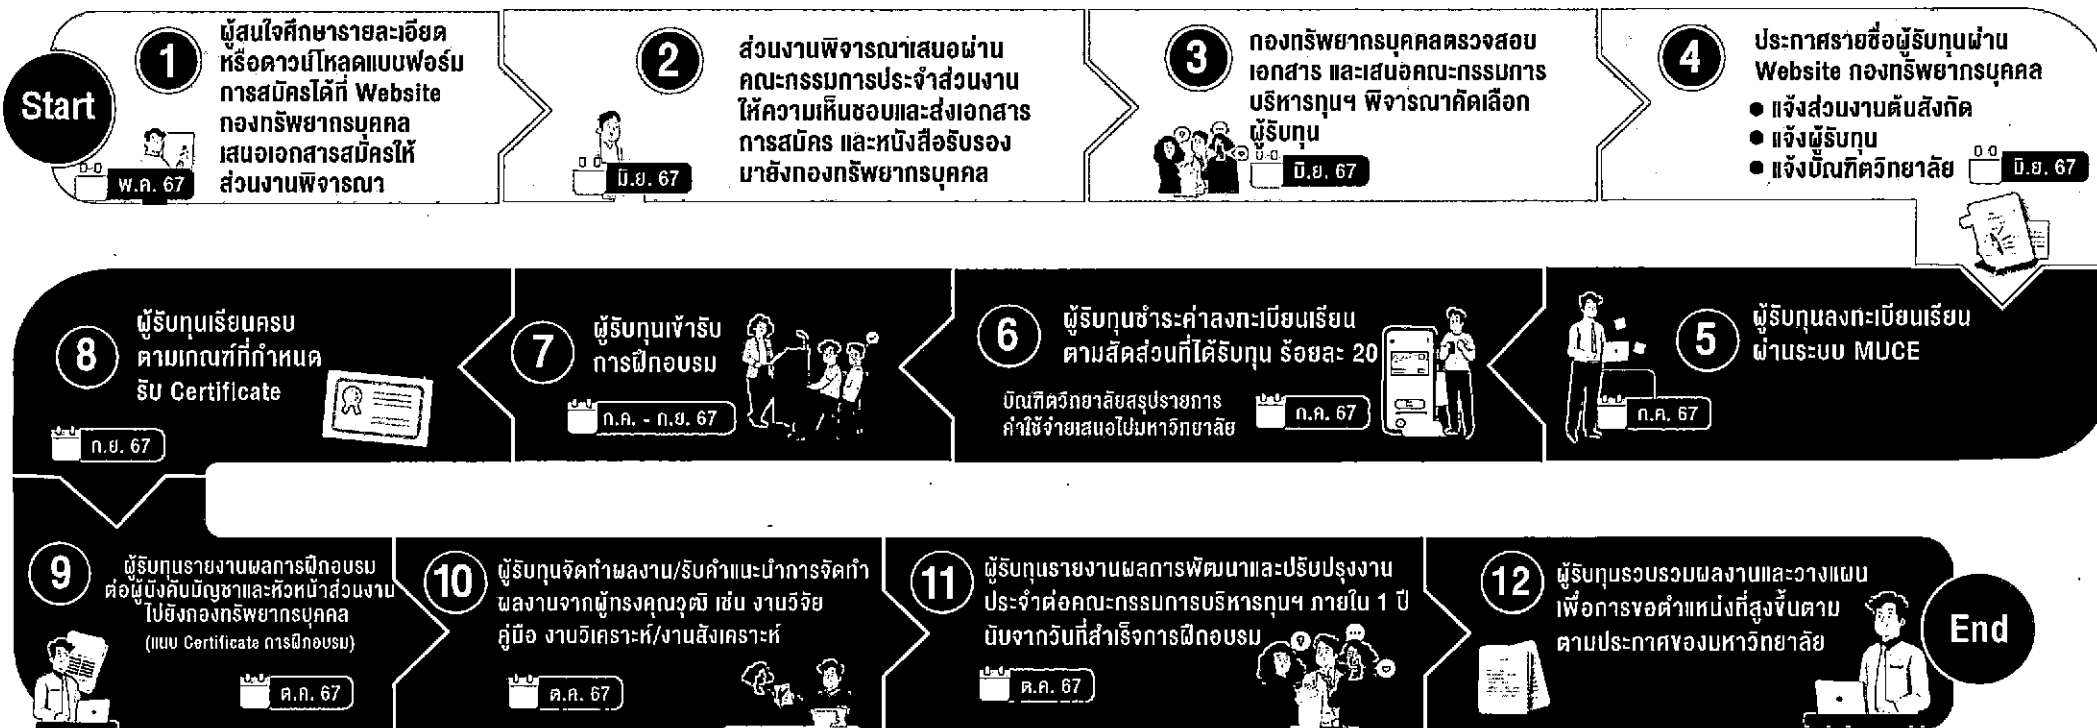 Start
1
ผู้สนใจศึกษารายละเอียด
หรือดาวน์โหลดแบบฟอร์ม
การสมัครได้ที่ Website
กองทรัพยากรบุคคล
เสนอเอกสารสมัครให้
ส่วนงานพิจารณา
พ.ค. 67
2
ส่วนงานพิจารณาเสนอผ่าน
คณะกรรมการประจำส่วนงาน
ให้ความเห็นชอบและส่งเอกสาร
การสมัคร และหนังสือรับรอง
มายังกองทรัพยากรบุคคล
มิ.ย. 67
3
กองทรัพยากรบุคคลตรวจสอบ
เอกสาร และเสนอคณะกรรมการ
บริหารทุนฯ พิจารณาคัดเลือก
ผู้รับทุน
มิ.ย. 67
4
ประกาศรายชื่อผู้รับทุนผ่าน
Website กองทรัพยากรบุคคล
● แจ้งส่วนงานต้นสังกัด
● แจ้งผู้รับทุน
● แจ้งบัณฑิตวิทยาลัย
มิ.ย. 67
5
ผู้รับทุนลงทะเบียนเรียน
ผ่านระบบ MUCE
ก.ค. 67
6
ผู้รับทุนชำระค่าลงทะเบียนเรียน
ตามสัดส่วนที่ได้รับทุน ร้อยละ 20
บัณฑิตวิทยาลัยสรุปรายการ
ค่าใช้จ่ายเสนอไปมหาวิทยาลัย
ก.ค. 67
7
ผู้รับทุนเข้ารับ
การฝึกอบรม
ก.ค. - ก.ย. 67
8
ผู้รับทุนเรียนครบ
ตามเกณฑ์ที่กำหนด
รับ Certificate
ก.ย. 67
9
ผู้รับทุนรายงานผลการฝึกอบรม
ต่อผู้บังคับบัญชาและหัวหน้าส่วนงาน
ไปยังกองทรัพยากรบุคคล
(แนบ Certificate การฝึกอบรม)
ต.ค. 67
10
ผู้รับทุนจัดทำผลงาน/รับคำแนะนำการจัดทำ
ผลงานจากผู้ทรงคุณวุฒิ เช่น งานวิจัย
คู่มือ งานวิเคราะห์/งานสังเคราะห์
ต.ค. 67
11
ผู้รับทุนรายงานผลการพัฒนาและปรับปรุงงาน
ประจำต่อคณะกรรมการบริหารทุนฯ ภายใน 1 ปี
นับจากวันที่สำเร็จการฝึกอบรม
ต.ค. 67
12
ผู้รับทุนรวบรวมผลงานและวางแผน
เพื่อการขอตำแหน่งที่สูงขึ้นตาม
ตามประกาศของมหาวิทยาลัย
End